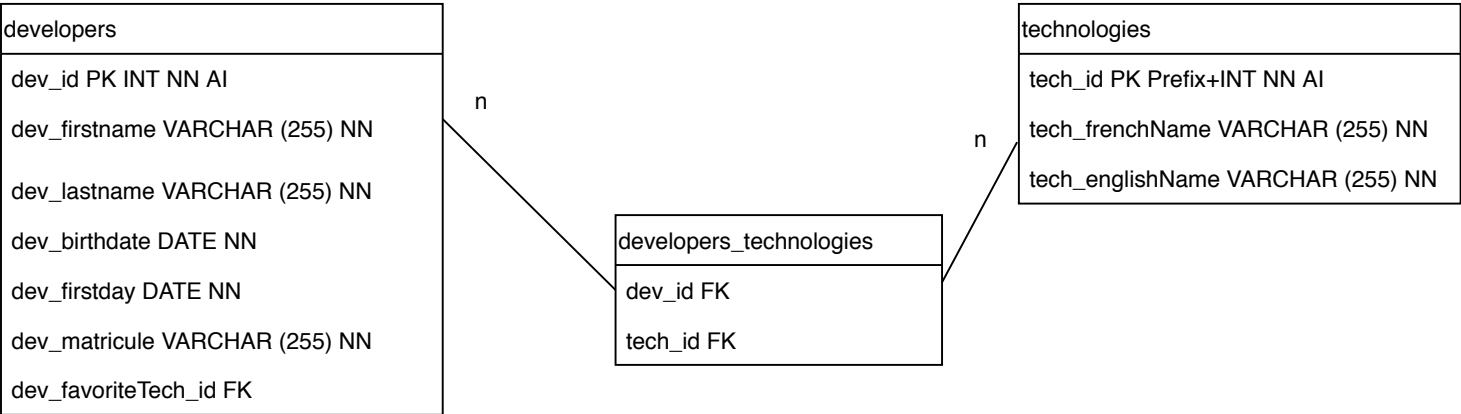 developers
dev_id PK INT NN AI
dev_firstname VARCHAR (255) NN
dev_lastname VARCHAR (255) NN
dev_birthdate DATE NN
dev_firstday DATE NN
dev_matricule VARCHAR (255) NN
dev_favoriteTech_id FK
n
developers_technologies
dev_id FK
tech_id FK
n
technologies
tech_id PK Prefix+INT NN AI
tech_frenchName VARCHAR (255) NN
tech_englishName VARCHAR (255) NN